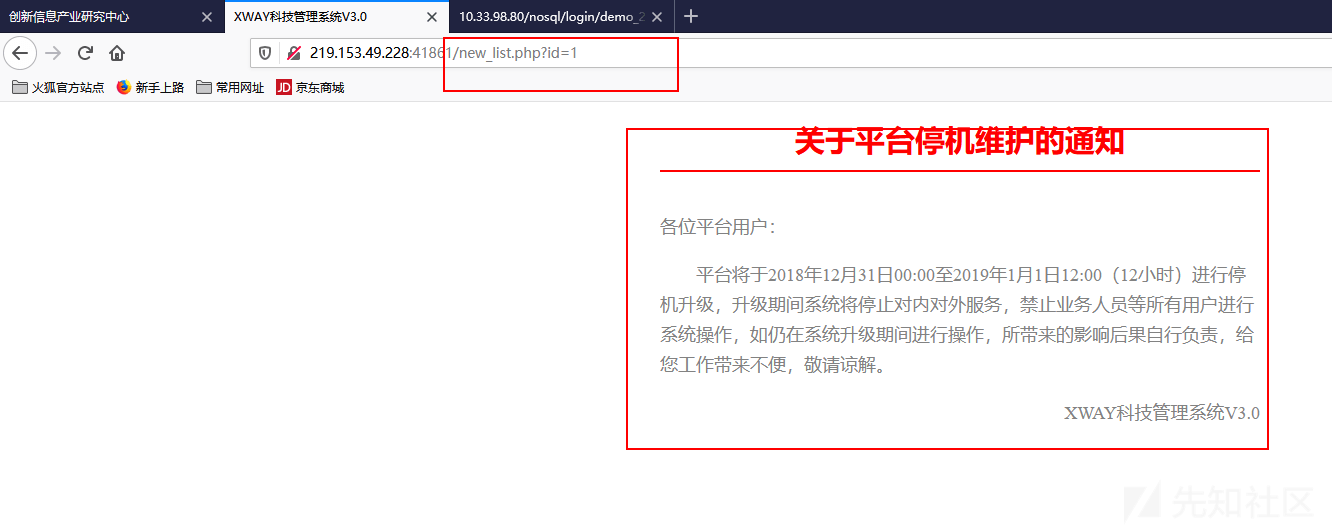 创新信息产业研究中心
XWAY科技管理系统V3.0
10.33.98.80/nosql/login/demo_2
219.153.49.228:41861/new_list.php?id=1
火狐官方站点 新手上路 常用网址 JD 京东商城
关于平台停机维护的通知
各位平台用户：
平台将于2018年12月31日00:00至2019年1月1日12:00（12小时）进行停
机升级，升级期间系统将停止对内对外服务，禁止业务人员等所有用户进行
系统操作，如仍在系统升级期间进行操作，所带来的影响后果自行负责，给
您工作带来不便，敬请谅解。
XWAY科技管理系统V3.0
先知社区